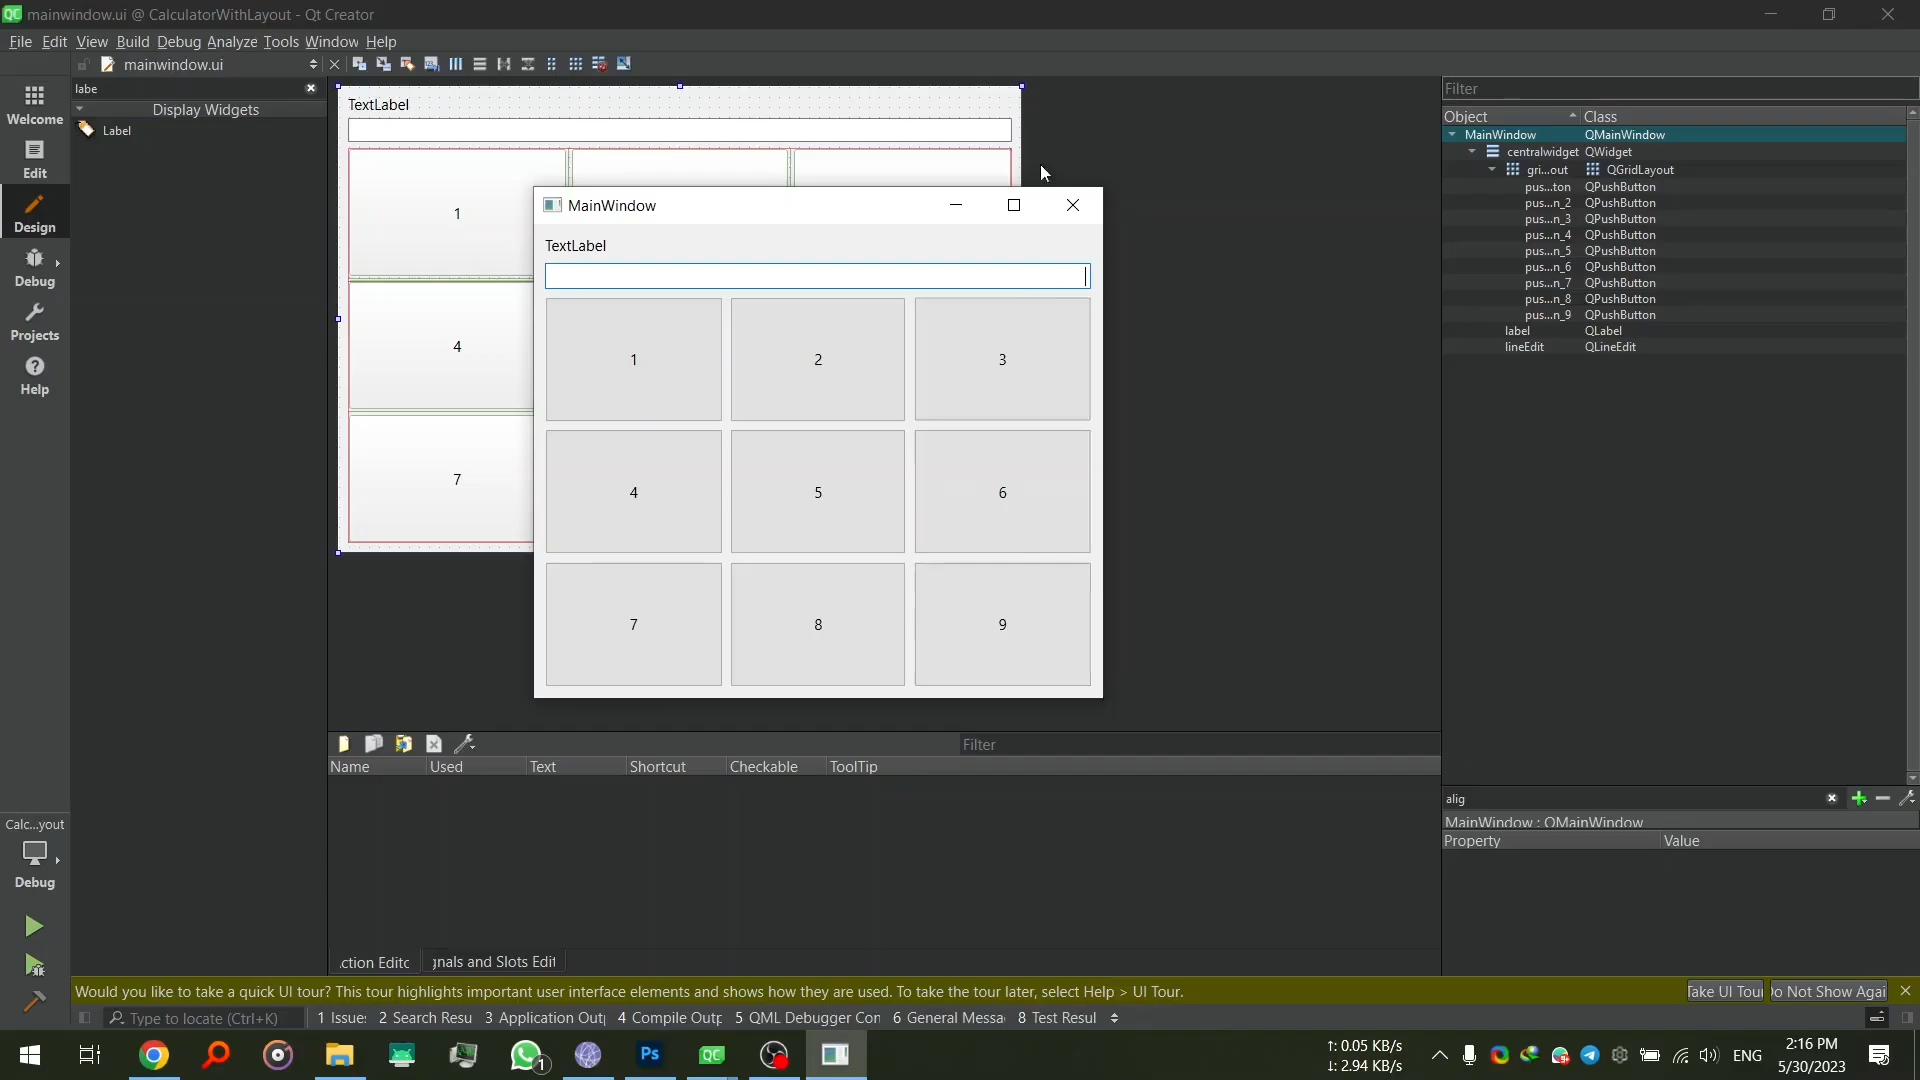 mainwindow.ui @ CalculatorWithLayout - Qt Creator
File Edit View Build Debug Analyze Tools Window Help
mainwindow.ui
labe
Display Widgets
Label
Welcome
Edit
Design
Debug
Projects
Help
Calc...yout
Debug
TextLabel
1
4
7
MainWindow
TextLabel
1 2 3
4 5 6
7 8 9
Filter
Name Used Text Shortcut Checkable ToolTip
.ction Editc
nals and Slots Edit
Filter
Object Class
MainWindow QMainWindow
centralwidget QWidget
gri...out QGridLayout
pus...ton QPushButton
pus...n_2 QPushButton
pus...n_3 QPushButton
pus...n_4 QPushButton
pus...n_5 QPushButton
pus...n_6 QPushButton
pus...n_7 QPushButton
pus...n_8 QPushButton
pus...n_9 QPushButton
label QLabel
lineEdit QLineEdit
alig
MainWindow : QMainWindow
Property Value
Would you like to take a quick UI tour? This tour highlights important user interface elements and shows how they are used. To take the tour later, select Help > UI Tour.
ake UI Tou
o Not Show Agai
Type to locate (Ctrl+K)
1 Issue 2 Search Resu 3 Application Out 4 Compile Outp 5 QML Debugger Con 6 General Messa 8 Test Resul
QC
Ps
QC
1
↑: 0.05 KB/s
↓: 2.94 KB/s
ENG
2:16 PM
5/30/2023